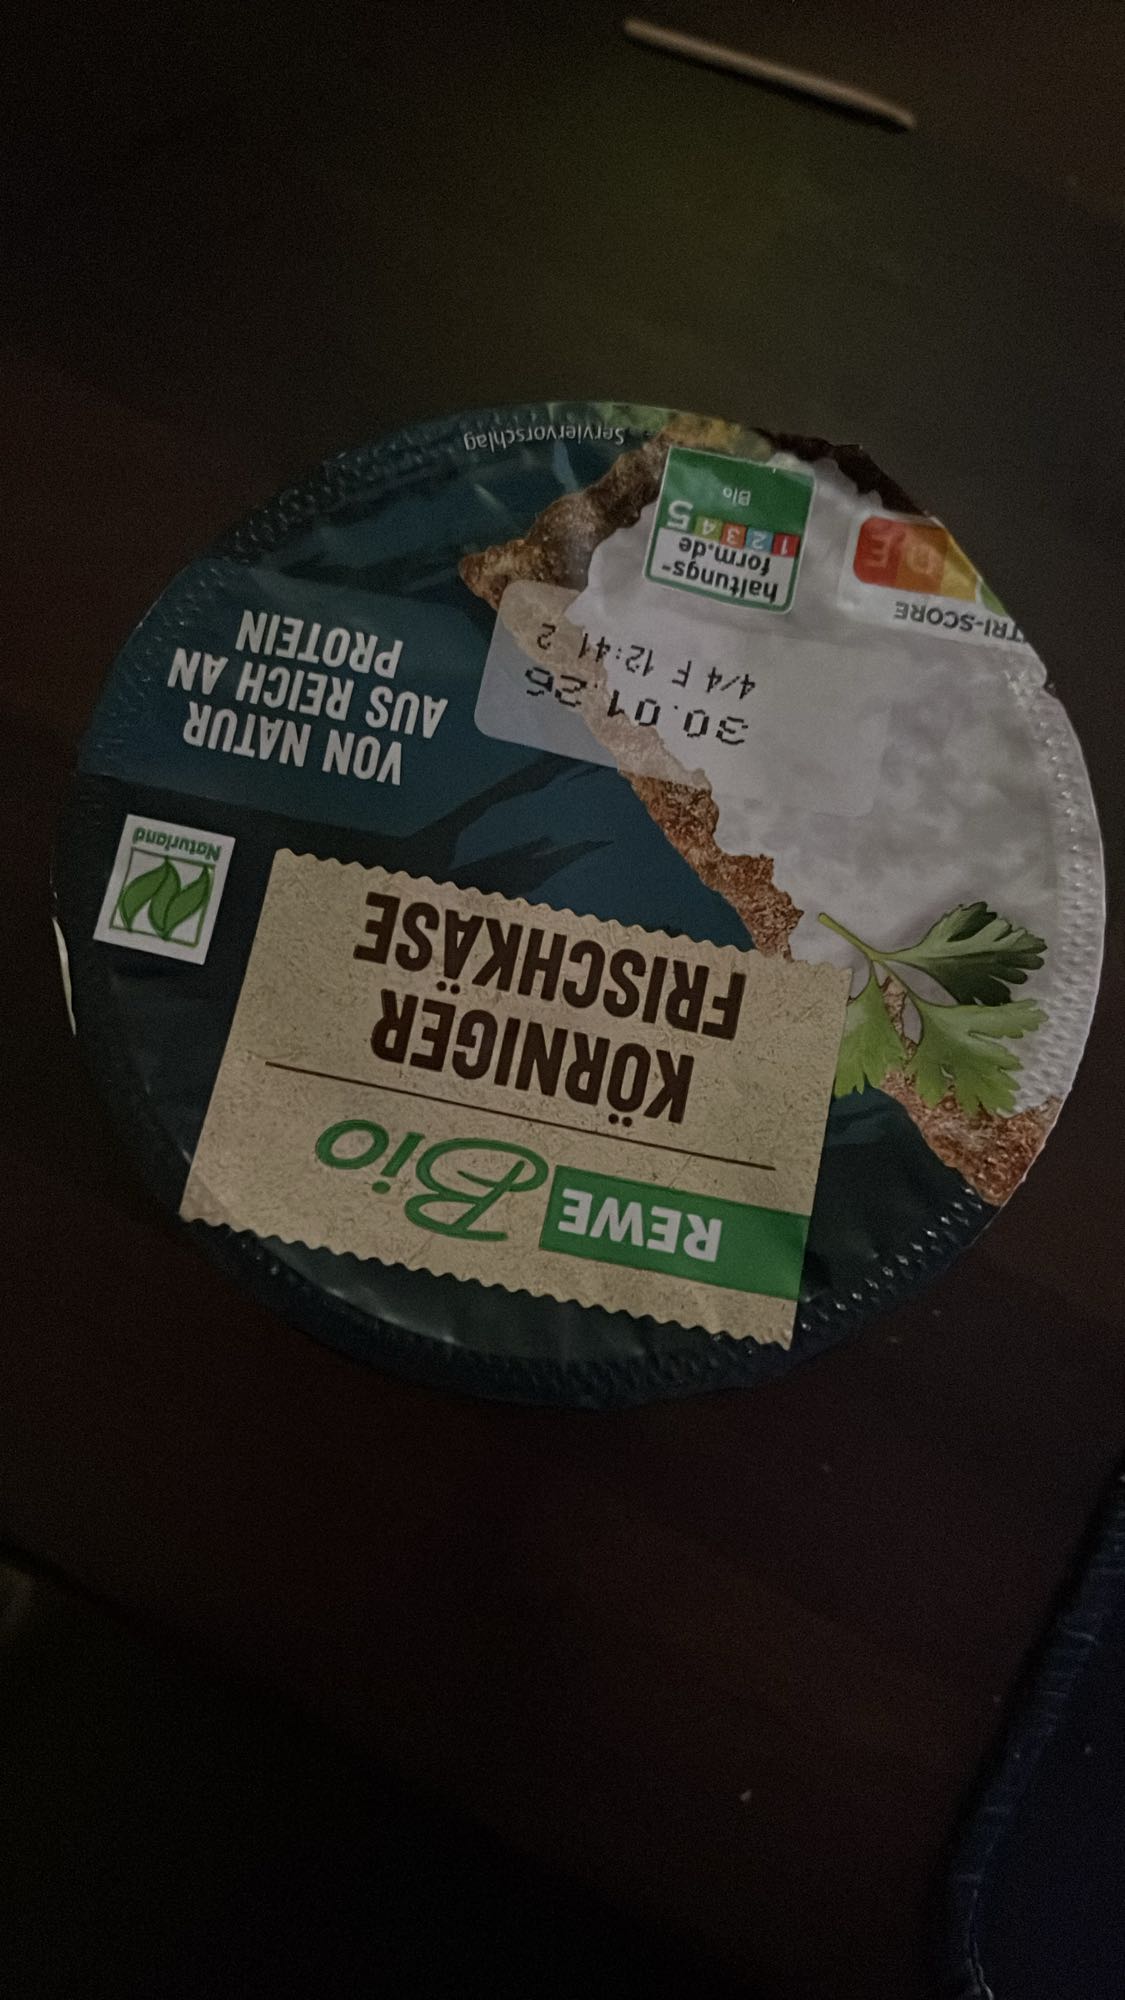 REWE
Bio
KÖRNIGER
FRISCHKÄSE
Naturland
VON NATUR
AUS REICH AN
PROTEIN
30.01.26
4/4 F 12:41 2
TRI-SCORE
D E
haltungs-
form.de
1 2 3 4 5
Bio
Serviervorschlag